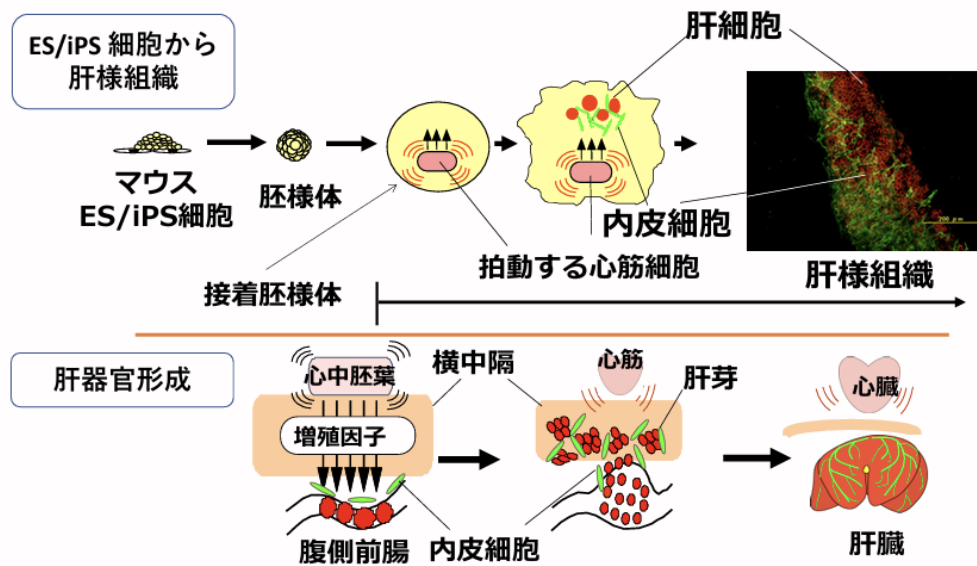 ES/iPS 細胞から
肝様組織
肝細胞
マウス
ES/iPS細胞
胚様体
内皮細胞
200 μm
拍動する心筋細胞
肝様組織
接着胚様体
肝器官形成
心中胚葉
横中隔
心筋
肝芽
心臓
増殖因子
腹側前腸
内皮細胞
肝臓